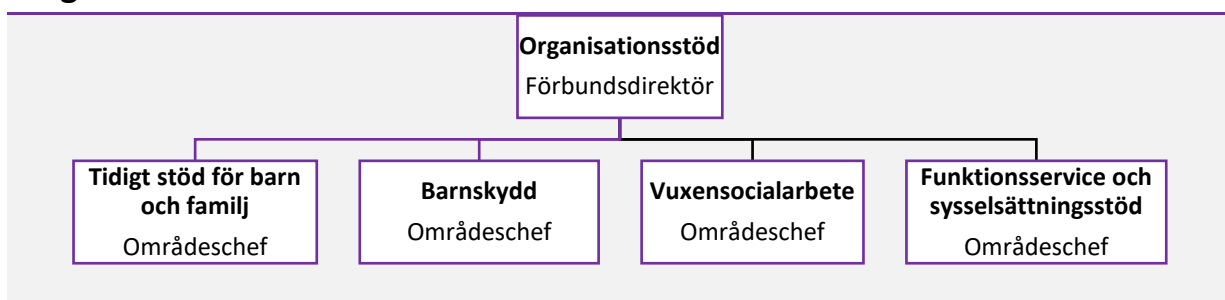 Organisationsstöd
Förbundsdirektör
Tidigt stöd för barn
och familj
Områdeschef
Barnskydd
Områdeschef
Vuxensocialarbete
Områdeschef
Funktionsservice och
sysselsättningsstöd
Områdeschef